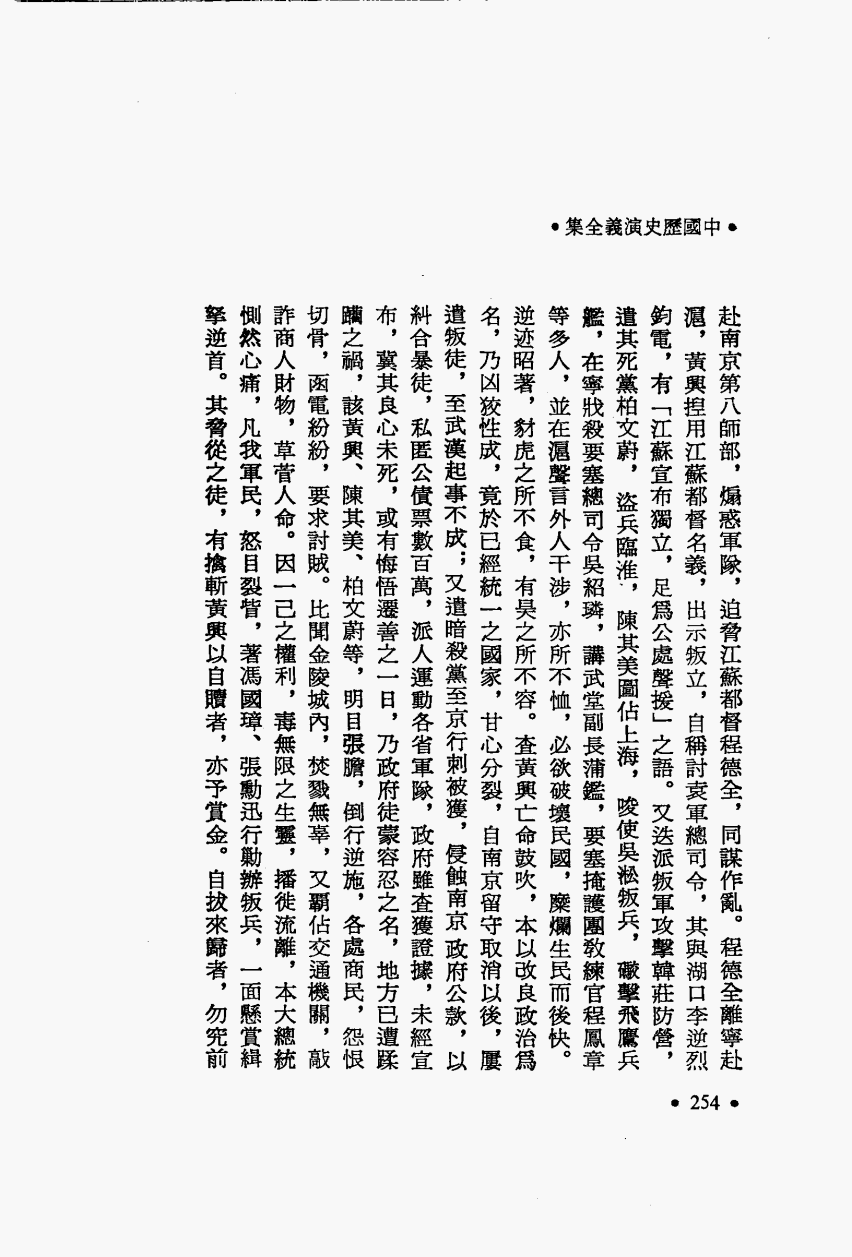 •中國歷史演義全集•
赴南京第八師部，煽惑軍隊，迫脅江蘇都督程德全，同謀作亂。程德全離寧赴
滬，黃興揑用江蘇都督名義，出示叛立，自稱討袁軍總司令，其與湖口李逆烈
鈞電，有「江蘇宣布獨立，足爲公處聲援」之語。又迭派叛軍攻擊韓莊防營，
遣其死黨柏文蔚，盜兵臨淮，陳其美圖佔上海，唆使吳淞叛兵，礮擊飛鷹兵
艦，在寧戕殺要塞總司令吳紹璘，講武堂副長蒲鑑，要塞掩護團敎練官程鳳章
等多人，並在滬聲言外人干涉，亦所不恤，必欲破壞民國，糜爛生民而後快。
逆迹昭著，豺虎之所不食，有昊之所不容。查黃興亡命鼓吹，本以改良政治爲
名，乃凶狡性成，竟於已經統一之國家，甘心分裂，自南京留守取消以後，屢
遣叛徒，至武漢起事不成；又遣暗殺黨至京行刺被獲，侵蝕南京政府公款，以
糾合暴徒，私匿公債票數百萬，派人運動各省軍隊，政府雖查獲證據，未經宣
布，冀其良心未死，或有悔悟遷善之一日，乃政府徒蒙容忍之名，地方已遭蹂
躪之禍，該黃興、陳其美、柏文蔚等，明目張膽，倒行逆施，各處商民，怨恨
切骨，函電紛紛，要求討賊。比聞金陵城內，焚戮無辜，又霸佔交通機關，敲
詐商人財物，草菅人命。因一己之權利，毒無限之生靈，播徙流離，本大總統
惻然心痛，凡我軍民，怒目裂眥，著馮國璋、張勳迅行勦辦叛兵，一面懸賞緝
拏逆首。其脅從之徒，有擒斬黃興以自贖者，亦予賞金。自拔來歸者，勿究前
• 254 •